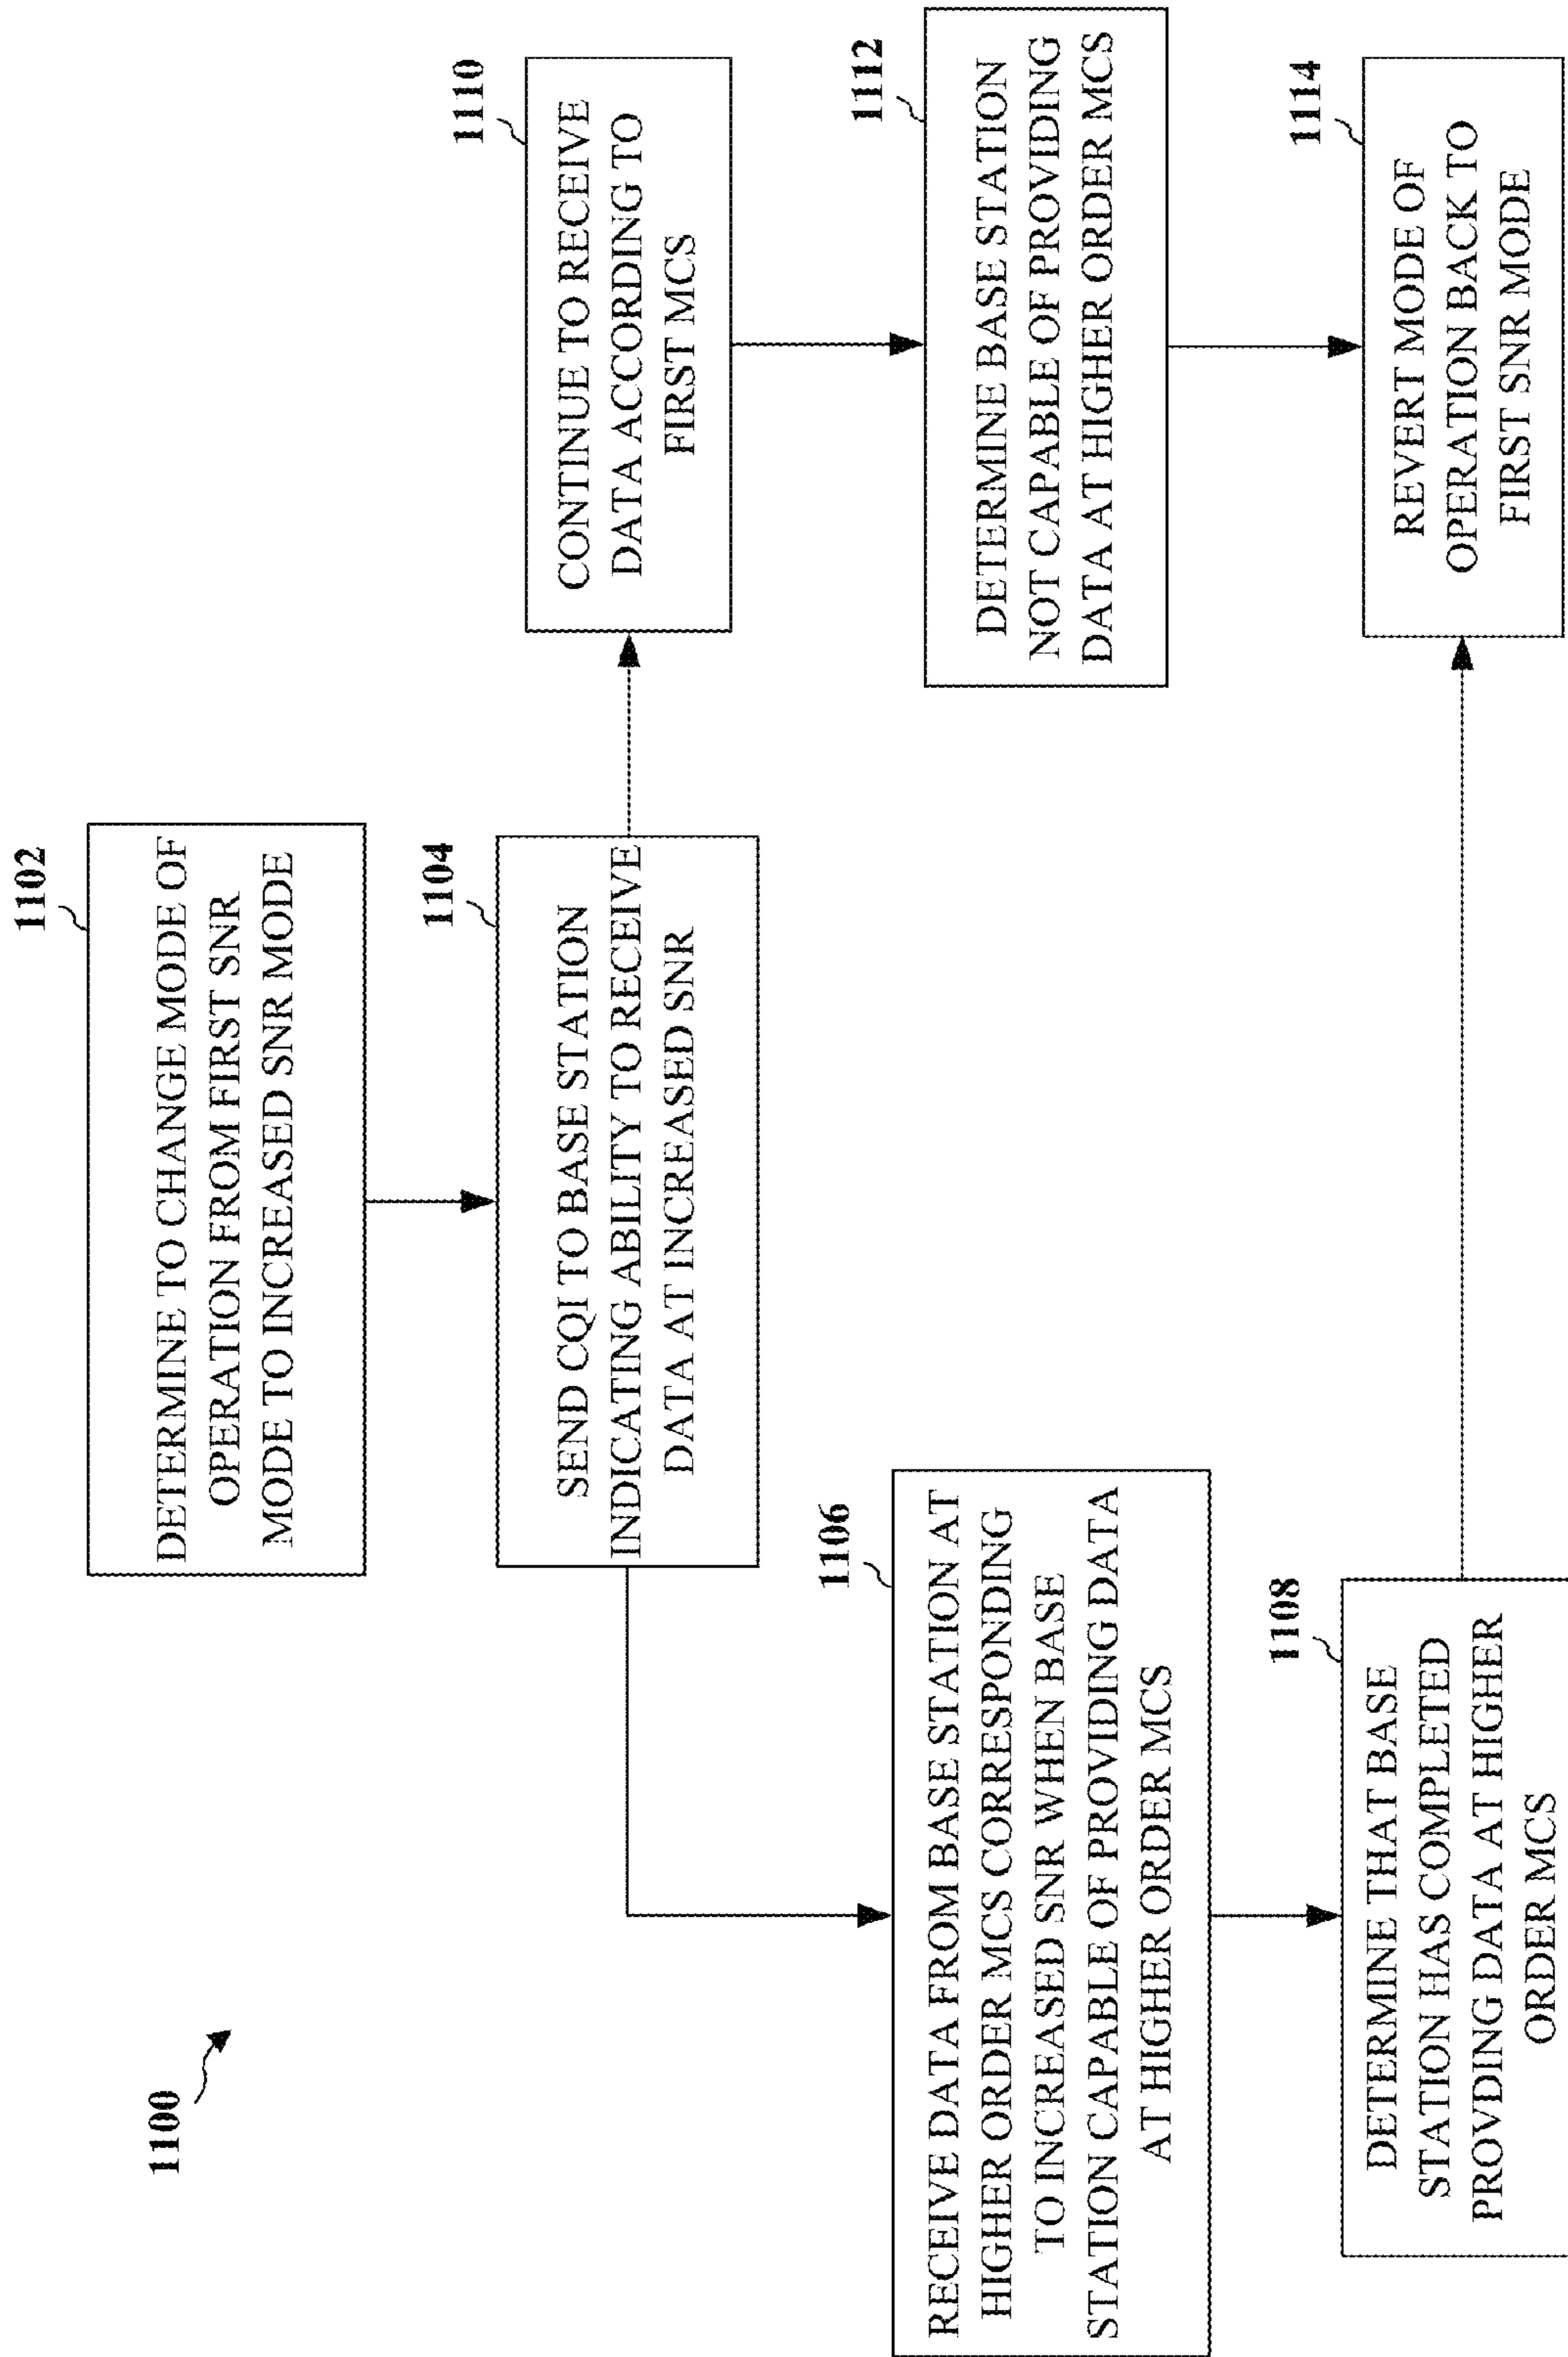 1100
1102
DETERMINE TO CHANGE MODE OF
OPERATION FROM FIRST SNR
MODE TO INCREASED SNR MODE
1104
SEND CQI TO BASE STATION
INDICATING ABILITY TO RECEIVE
DATA AT INCREASED SNR
1106
RECEIVE DATA FROM BASE STATION AT
HIGHER ORDER MCS CORRESPONDING
TO INCREASED SNR WHEN BASE
STATION CAPABLE OF PROVIDING DATA
AT HIGHER ORDER MCS
1108
DETERMINE THAT BASE
STATION HAS COMPLETED
PROVIDING DATA AT HIGHER
ORDER MCS
1110
CONTINUE TO RECEIVE
DATA ACCORDING TO
FIRST MCS
1112
DETERMINE BASE STATION
NOT CAPABLE OF PROVIDING
DATA AT HIGHER ORDER MCS
1114
REVERT MODE OF
OPERATION BACK TO
FIRST SNR MODE